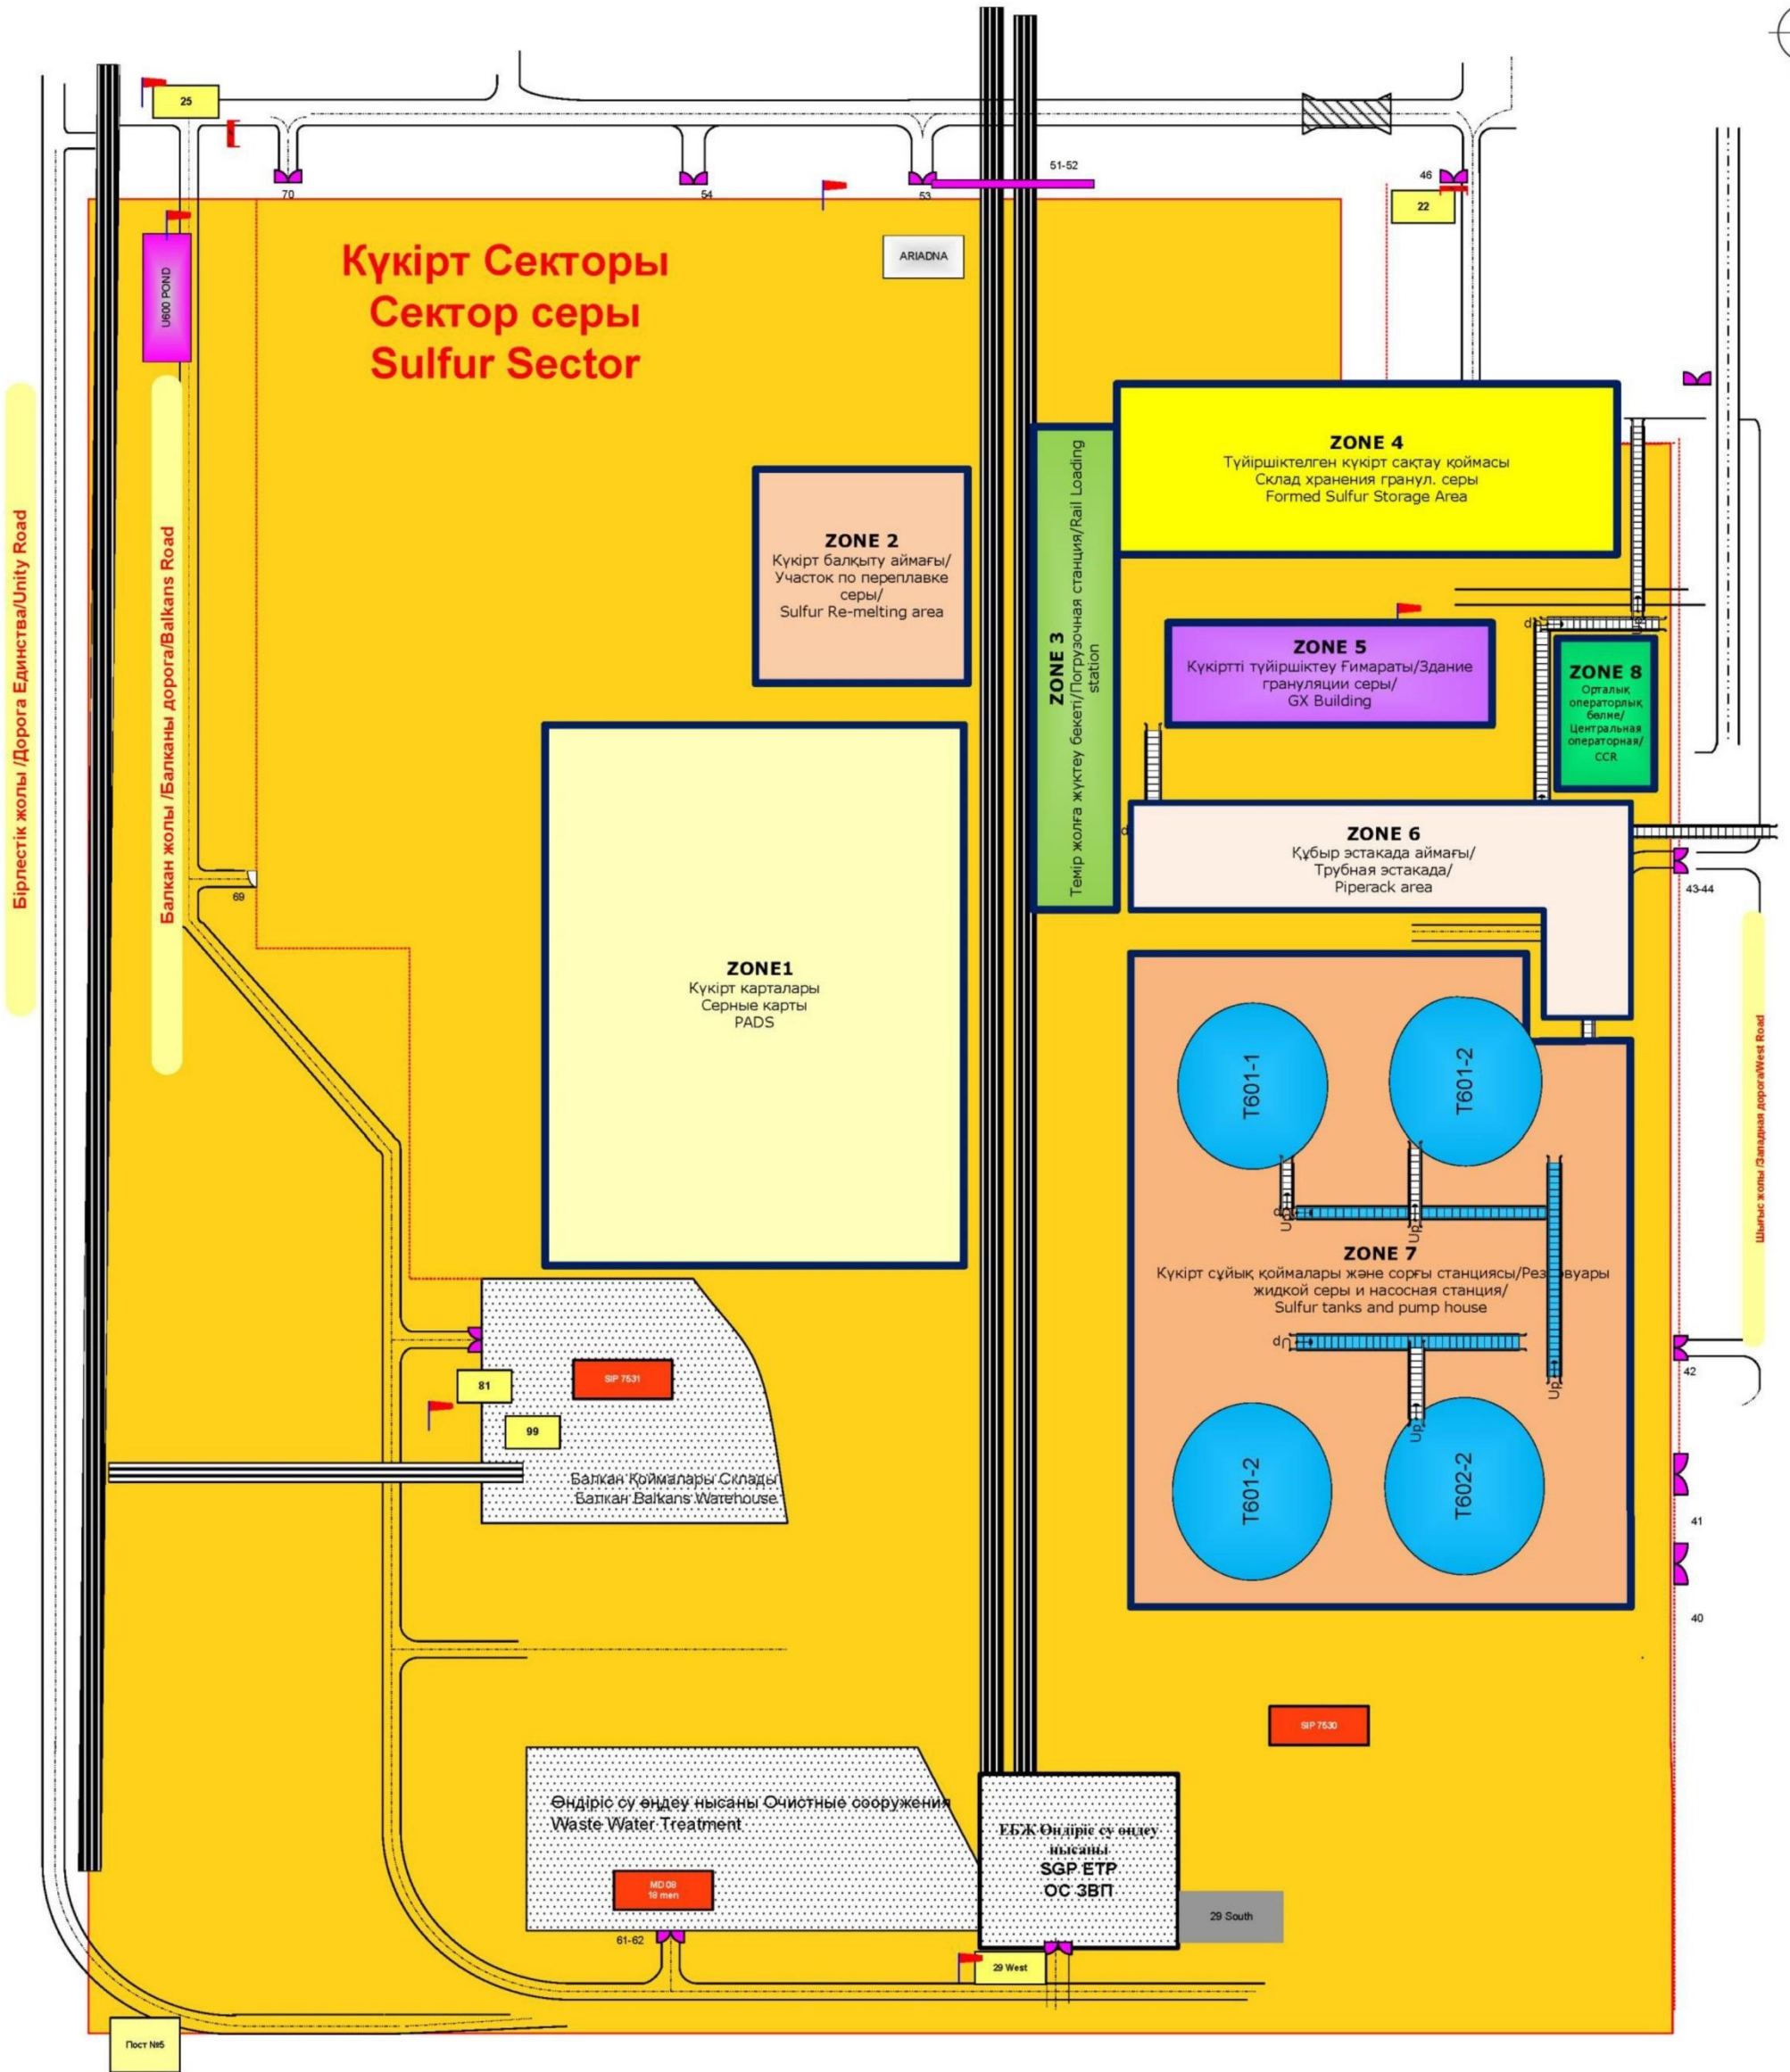 25
70
54
53
51-52
46
22
ARIADNA
U600 POND
Күкірт Секторы
Сектор серы
Sulfur Sector
Бірлестік жолы /Дорога Единства/Unity Road
Балкан жолы /Балканы дорога/Balkans Road
69
ZONE 2
Күкірт балқыту аймағы/
Участок по переплавке
серы/
Sulfur Re-melting area
ZONE 3
Темір жолға жүктеу бекеті/Погрузочная станция/Rail Loading
station
ZONE 4
Түйіршіктелген күкірт сақтау қоймасы
Склад хранения гранул. серы
Formed Sulfur Storage Area
ZONE 5
Күкіртті түйіршіктеу Ғимараты/Здание
грануляции серы/
GX Building
Up
Up
ZONE 8
Орталық
операторлық
бөлме/
Центральная
операторная/
CCR
ZONE 6
Құбыр эстакада аймағы/
Трубная эстакада/
Piperack area
43-44
Шығыс жолы /Западная дорога/West Road
ZONE1
Күкірт карталары
Серные карты
PADS
T601-1
T601-2
Up
Up
Up
ZONE 7
Күкірт сұйық қоймалары және сорғы станциясы/Резервуары
жидкой серы и насосная станция/
Sulfur tanks and pump house
Up
Up
Up
T601-2
T602-2
42
41
40
81
SIP 7531
99
Балкан Қоймалары Склады
Балкан Balkans Warehouse
SIP 7530
Өндіріс су өңдеу нысаны Очистные сооружения
Waste Water Treatment
MD 08
18 men
61-62
ЕБЖ Өндіріс су өңдеу
нысаны
SGP ETP
ОС ЗВП
29 South
29 West
Пост №5